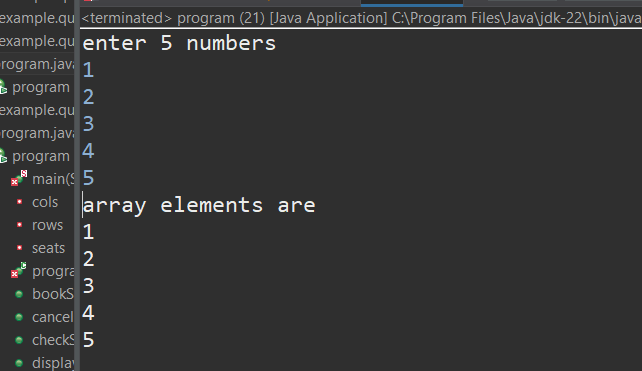 <terminated> program (21) [Java Application] C:\Program Files\Java\jdk-22\bin\java
enter 5 numbers
1
2
3
4
5
array elements are
1
2
3
4
5
example.qu
example.qu
program.java
program
example.qu
program.java
program
main(S
cols
rows
seats
progra
bookS
cancel
checkS
display